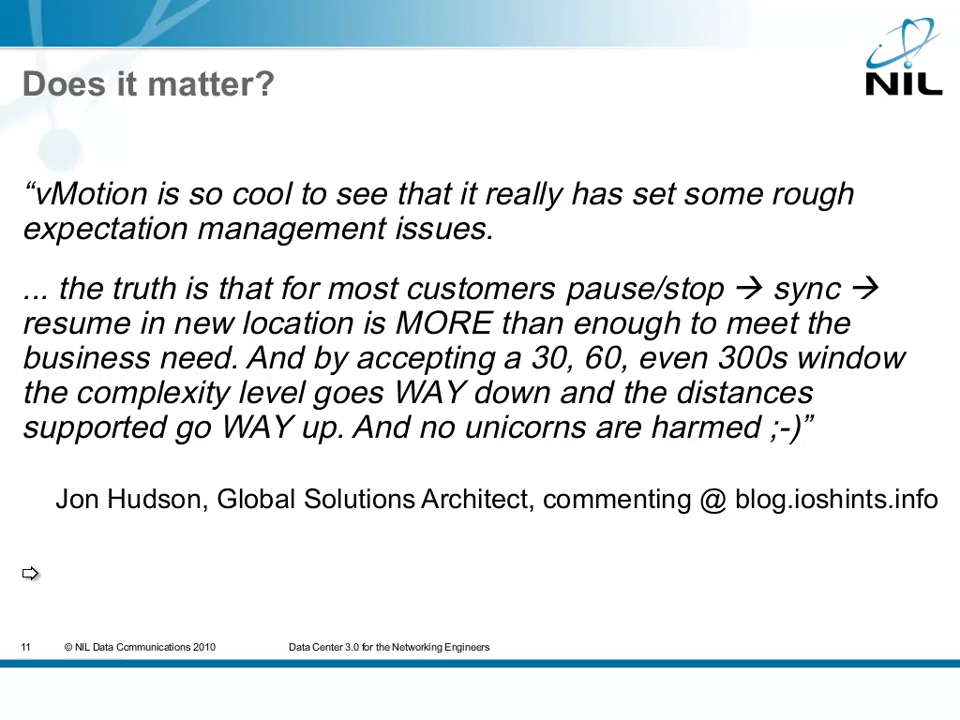 NIL
Does it matter?
“vMotion is so cool to see that it really has set some rough
expectation management issues.
... the truth is that for most customers pause/stop → sync →
resume in new location is MORE than enough to meet the
business need. And by accepting a 30, 60, even 300s window
the complexity level goes WAY down and the distances
supported go WAY up. And no unicorns are harmed ;-)”
Jon Hudson, Global Solutions Architect, commenting @ blog.ioshints.info
⇨
11 © NIL Data Communications 2010 Data Center 3.0 for the Networking Engineers